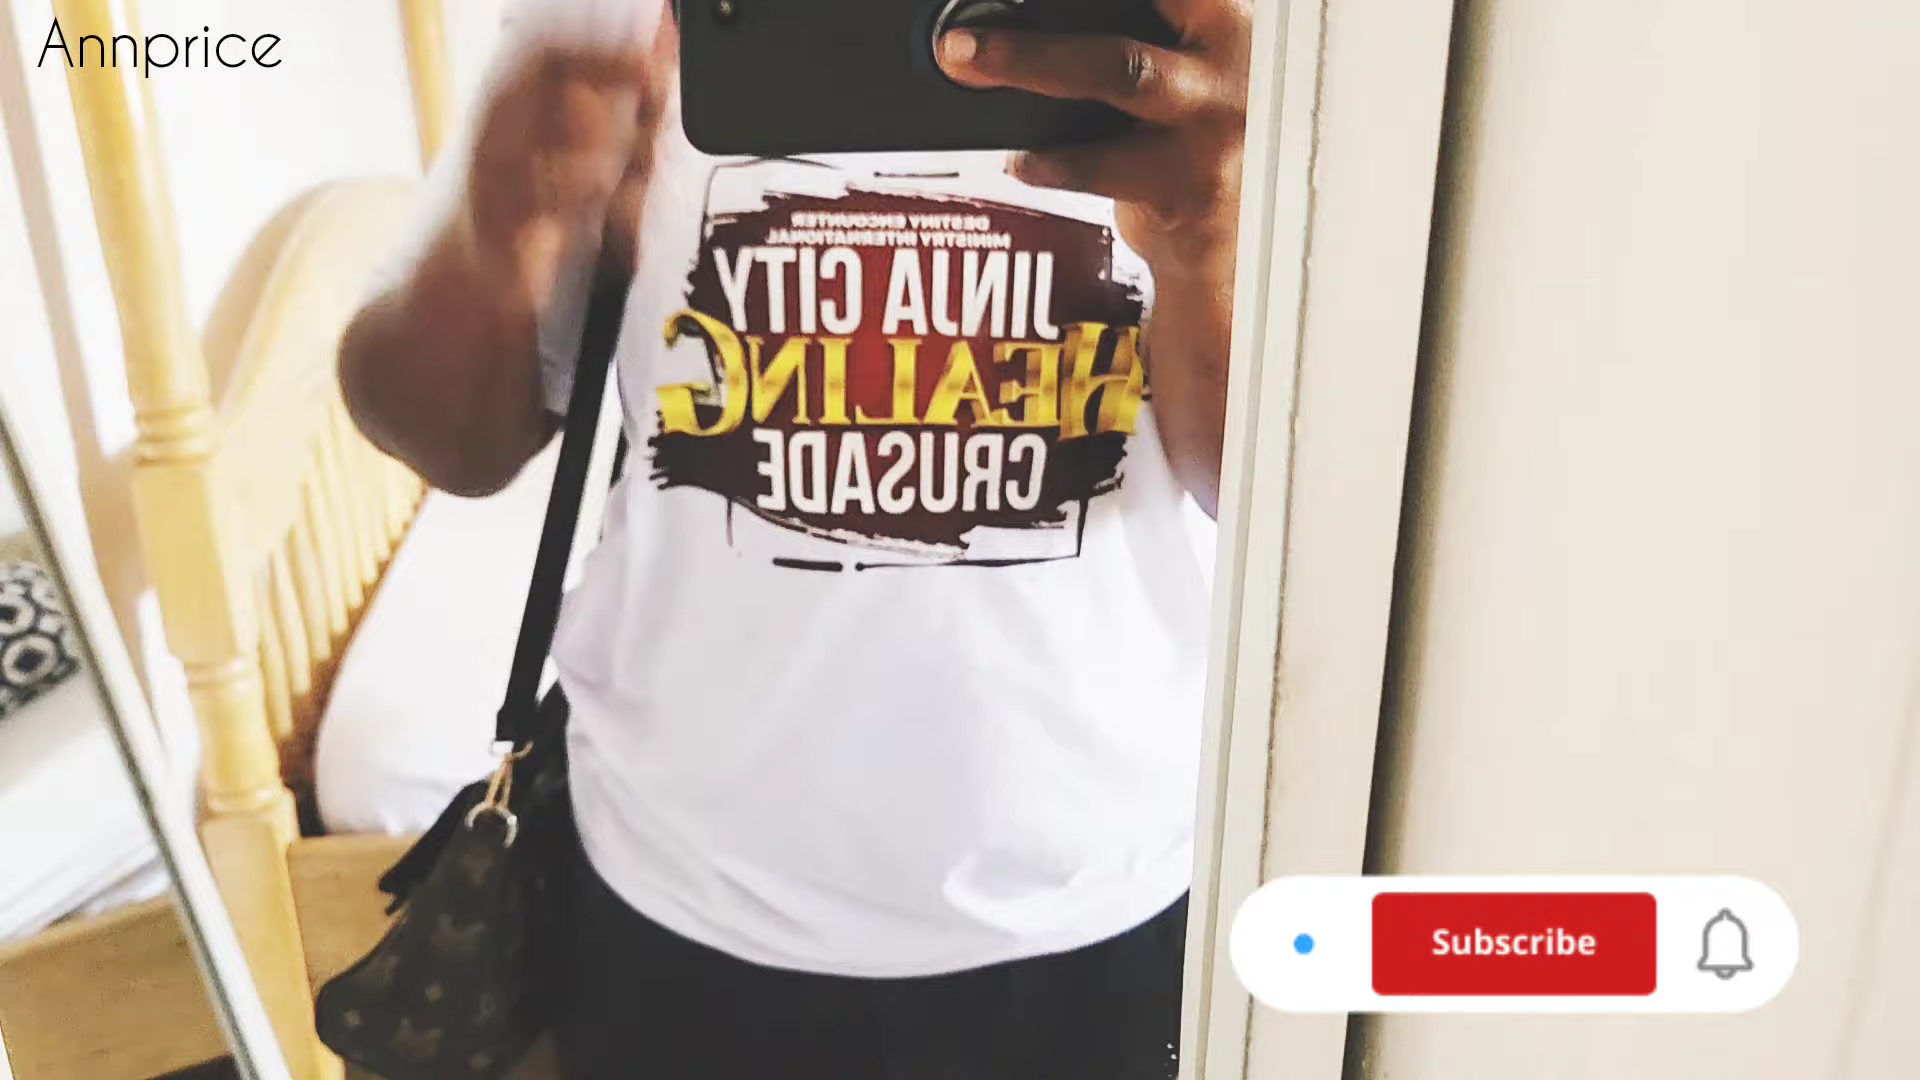 Annprice
DESTINY ENCOUNTER
MINISTRY INTERNATIONAL
JINJA CITY
HEALING
CRUSADE
Subscribe